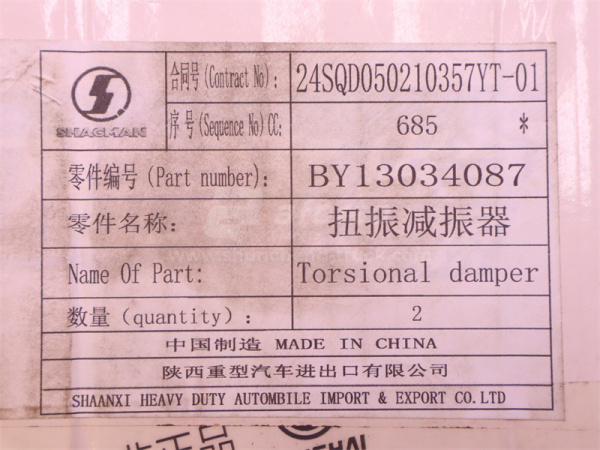 SHACMAN
合同号(Contract No):
24SQD050210357YT-01
序号(Sequence No)CC:
685 *
零件编号(Part number):
BY13034087
零件名称:
扭振减振器
Name Of Part:
Torsional damper
数量(quantity):
2
中国制造 MADE IN CHINA
陕西重型汽车进出口有限公司
SHAANXI HEAVY DUTY AUTOMBILE IMPORT & EXPORT CO.LTD